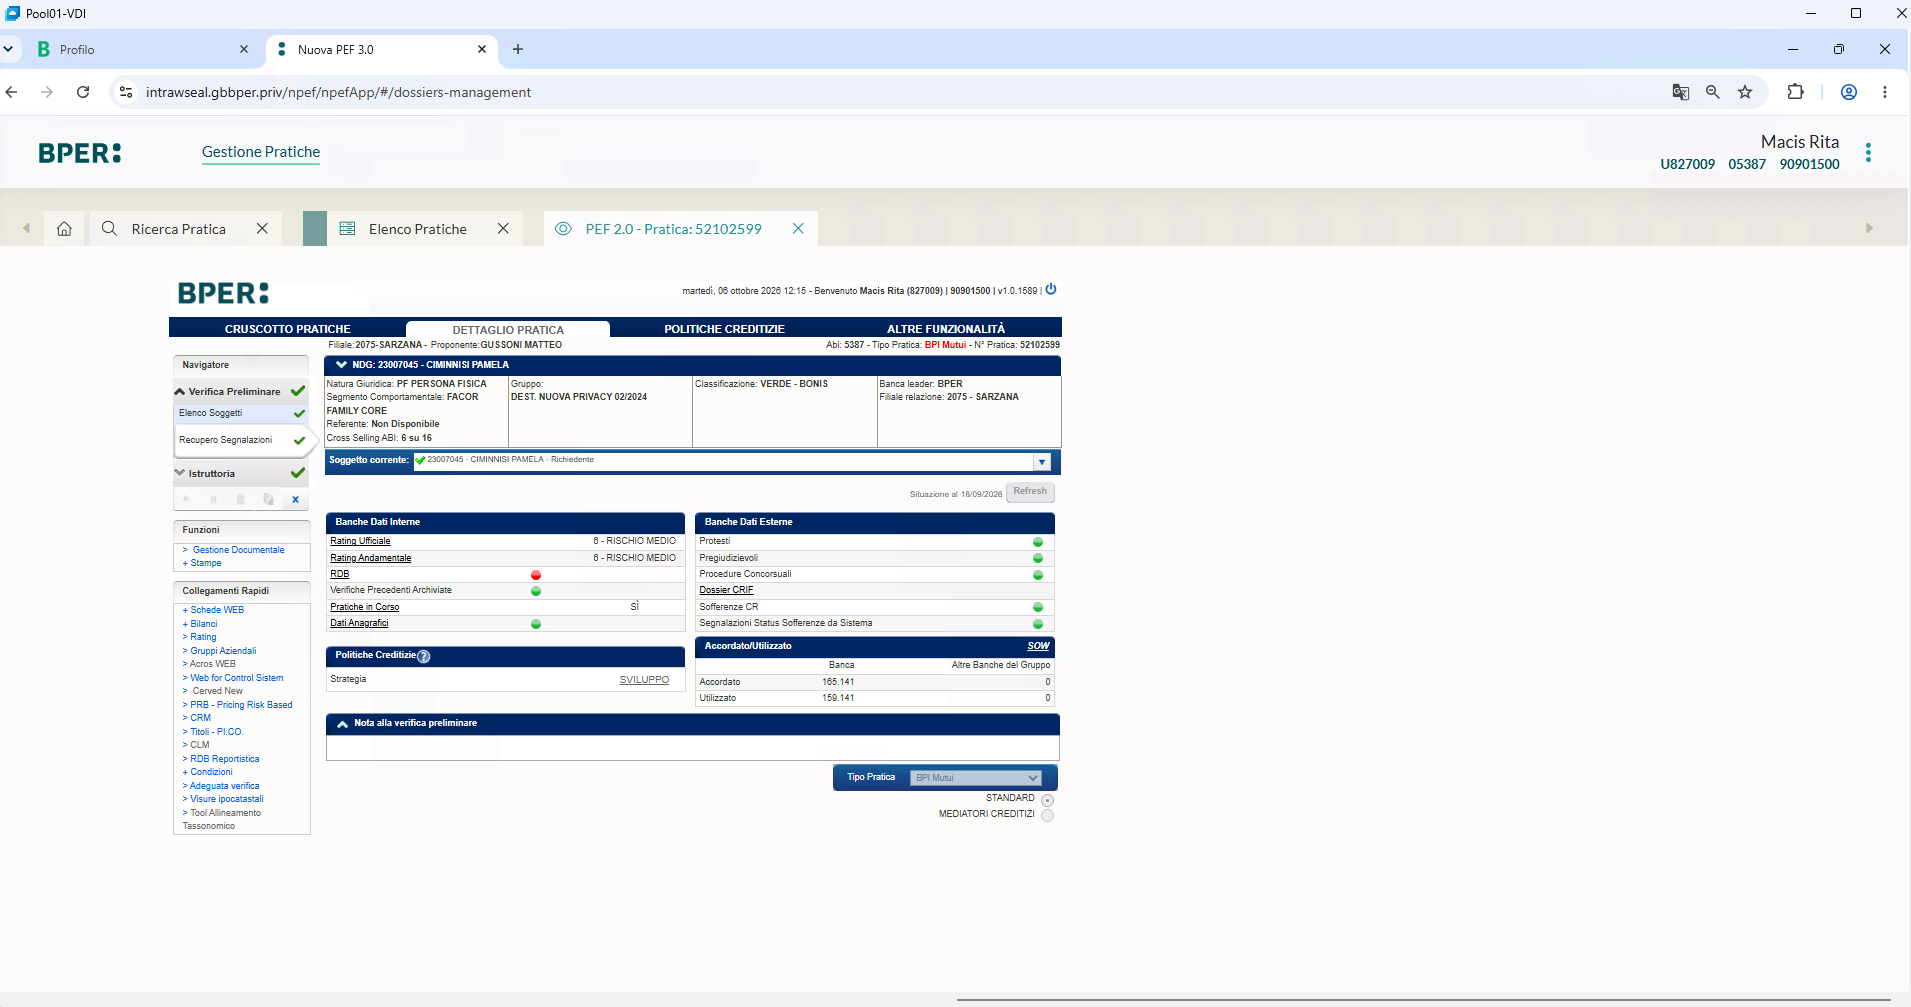 Pool01-VDI
Profilo
Nuova PEF 3.0
intrawseal.gbbper.priv/npef/npefApp/#/dossiers-management
BPER:
Gestione Pratiche
Macis Rita
U827009 05387 90901500
Ricerca Pratica
Elenco Pratiche
PEF 2.0 - Pratica: 52102599
BPER:
martedì, 06 ottobre 2026 12:15 - Benvenuto Macis Rita (827009) | 90901500 | v1.0.1589 |
CRUSCOTTO PRATICHE
DETTAGLIO PRATICA
POLITICHE CREDITIZIE
ALTRE FUNZIONALITÀ
Filiale: 2075-SARZANA - Proponente: GUSSONI MATTEO
Abi: 5387 - Tipo Pratica: BPI Mutui - N° Pratica: 52102599
Navigatore
Verifica Preliminare
Elenco Soggetti
Recupero Segnalazioni
Istruttoria
Funzioni
> Gestione Documentale
+ Stampe
Collegamenti Rapidi
+ Schede WEB
+ Bilanci
> Rating
> Gruppi Aziendali
> Acros WEB
> Web for Control Sistem
> Cerved New
> PRB - Pricing Risk Based
> CRM
> Titoli - PI.CO.
> CLM
> RDB Reportistica
+ Condizioni
> Adeguata verifica
> Visure ipocatastali
> Tool Allineamento
Tassonomico
NDG: 23007045 - CIMINNISI PAMELA
Natura Giuridica: PF PERSONA FISICA
Segmento Comportamentale: FACOR
FAMILY CORE
Referente: Non Disponibile
Cross Selling ABI: 6 su 16
Gruppo:
DEST. NUOVA PRIVACY 02/2024
Classificazione: VERDE - BONIS
Banca leader: BPER
Filiale relazione: 2075 - SARZANA
Soggetto corrente: 23007045 - CIMINNISI PAMELA - Richiedente
Situazione al 18/09/2026
Refresh
Banche Dati Interne
Rating Ufficiale 6 - RISCHIO MEDIO
Rating Andamentale 6 - RISCHIO MEDIO
RDB
Verifiche Precedenti Archiviate
Pratiche in Corso SÌ
Dati Anagrafici
Politiche Creditizie ?
Strategia SVILUPPO
Banche Dati Esterne
Protesti
Pregiudizievoli
Procedure Concorsuali
Dossier CRIF
Sofferenze CR
Segnalazioni Status Sofferenze da Sistema
Accordato/Utilizzato SOW
Banca Altre Banche del Gruppo
Accordato 165.141 0
Utilizzato 159.141 0
Nota alla verifica preliminare
Tipo Pratica BPI Mutui
STANDARD
MEDIATORI CREDITIZI